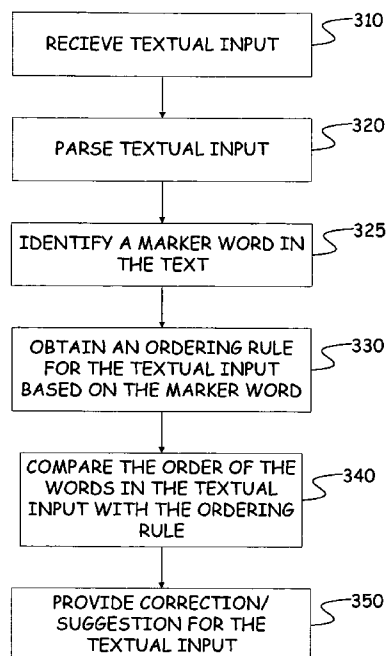 310
RECIEVE TEXTUAL INPUT
320
PARSE TEXTUAL INPUT
325
IDENTIFY A MARKER WORD IN
THE TEXT
330
OBTAIN AN ORDERING RULE
FOR THE TEXTUAL INPUT
BASED ON THE MARKER WORD
340
COMPARE THE ORDER OF THE
WORDS IN THE TEXTUAL
INPUT WITH THE ORDERING
RULE
350
PROVIDE CORRECTION/
SUGGESTION FOR THE
TEXTUAL INPUT